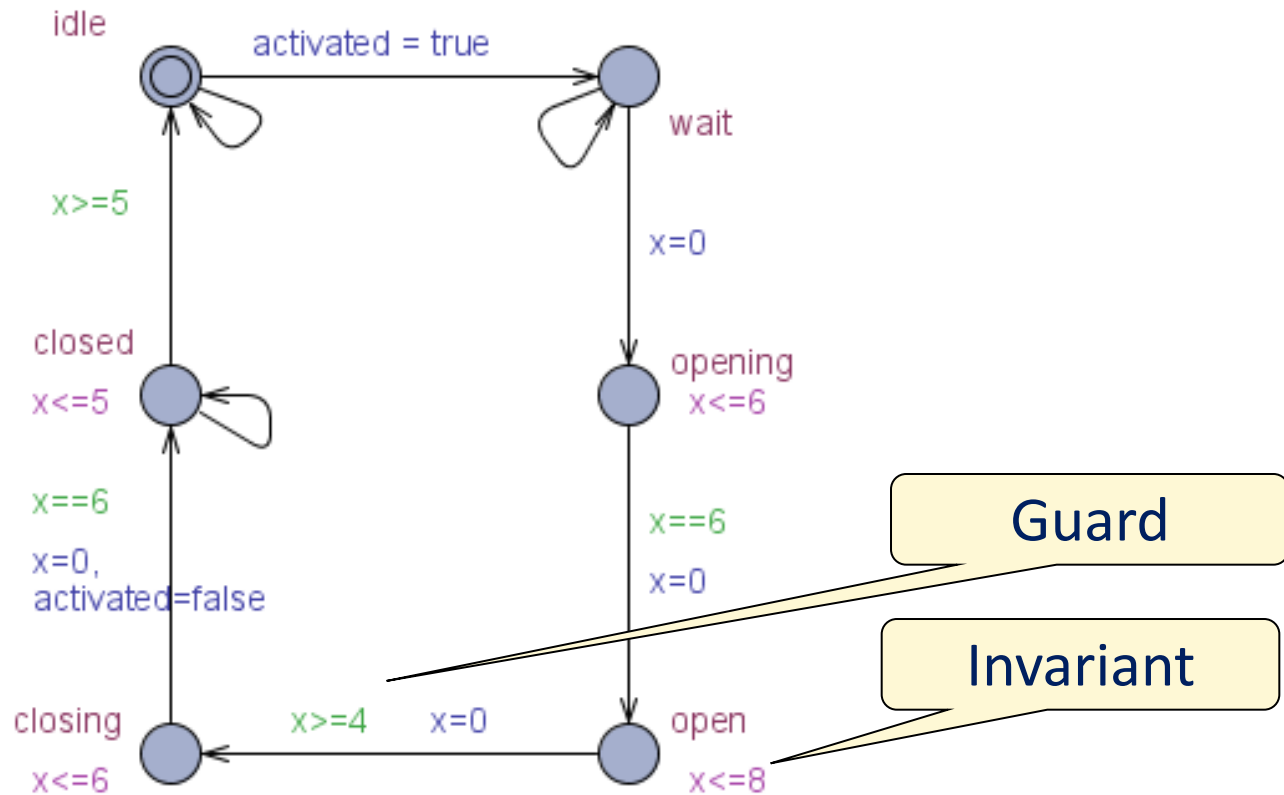 idle
activated = true
wait
x>=5
x=0
closed
x<=5
opening
x<=6
x==6
x=0,
activated=false
x==6
x=0
Guard
Invariant
closing
x<=6
x>=4
x=0
open
x<=8